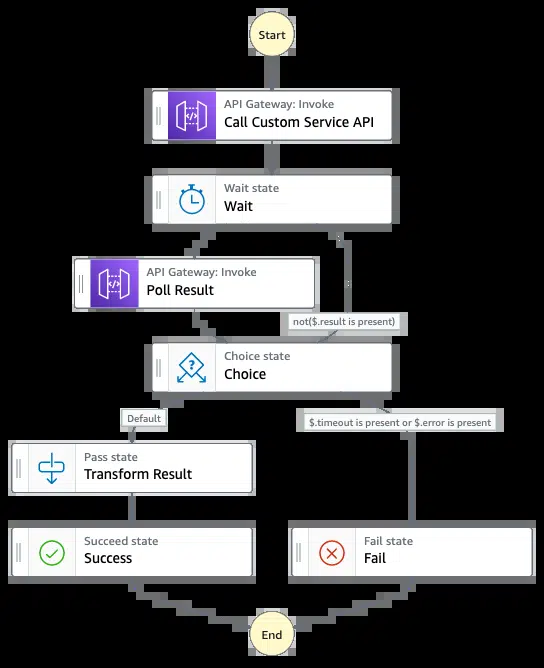 Start
API Gateway: Invoke
Call Custom Service API
Wait state
Wait
API Gateway: Invoke
Poll Result
not($.result is present)
Choice state
Choice
Default
$.timeout is present or $.error is present
Pass state
Transform Result
Succeed state
Success
Fail state
Fail
End